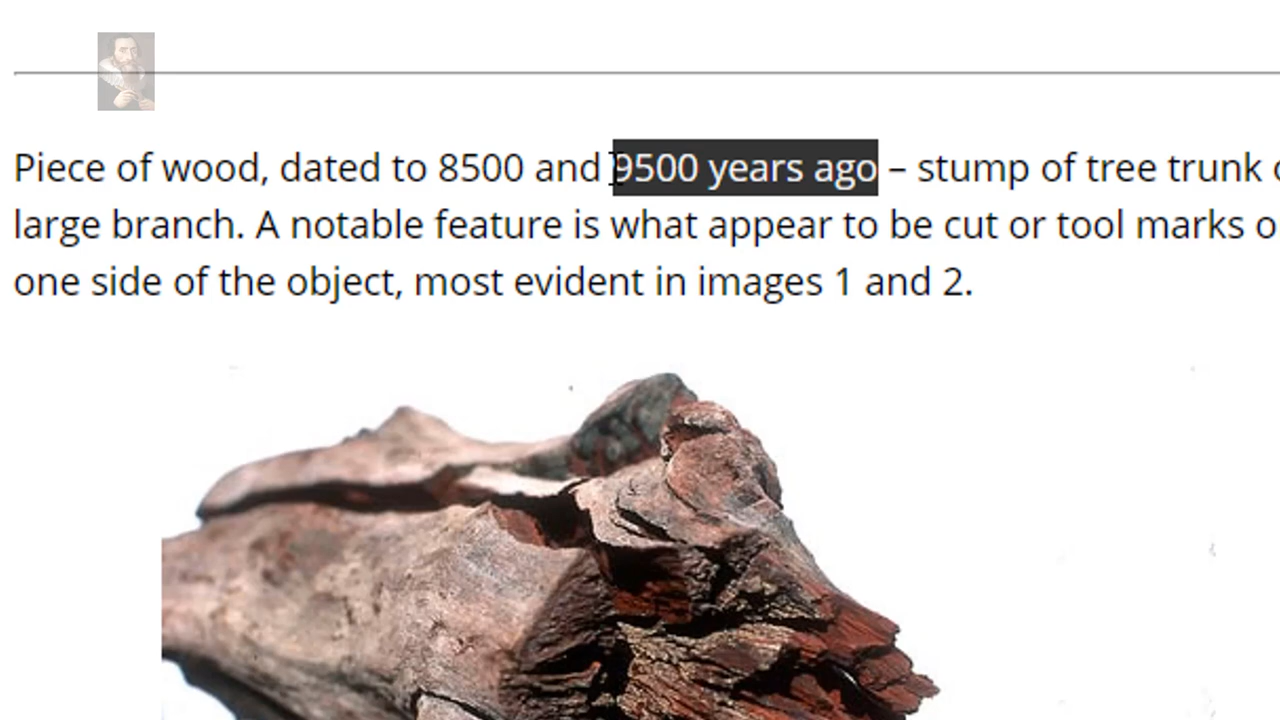 Piece of wood, dated to 8500 and 9500 years ago – stump of tree trunk
large branch. A notable feature is what appear to be cut or tool marks
one side of the object, most evident in images 1 and 2.